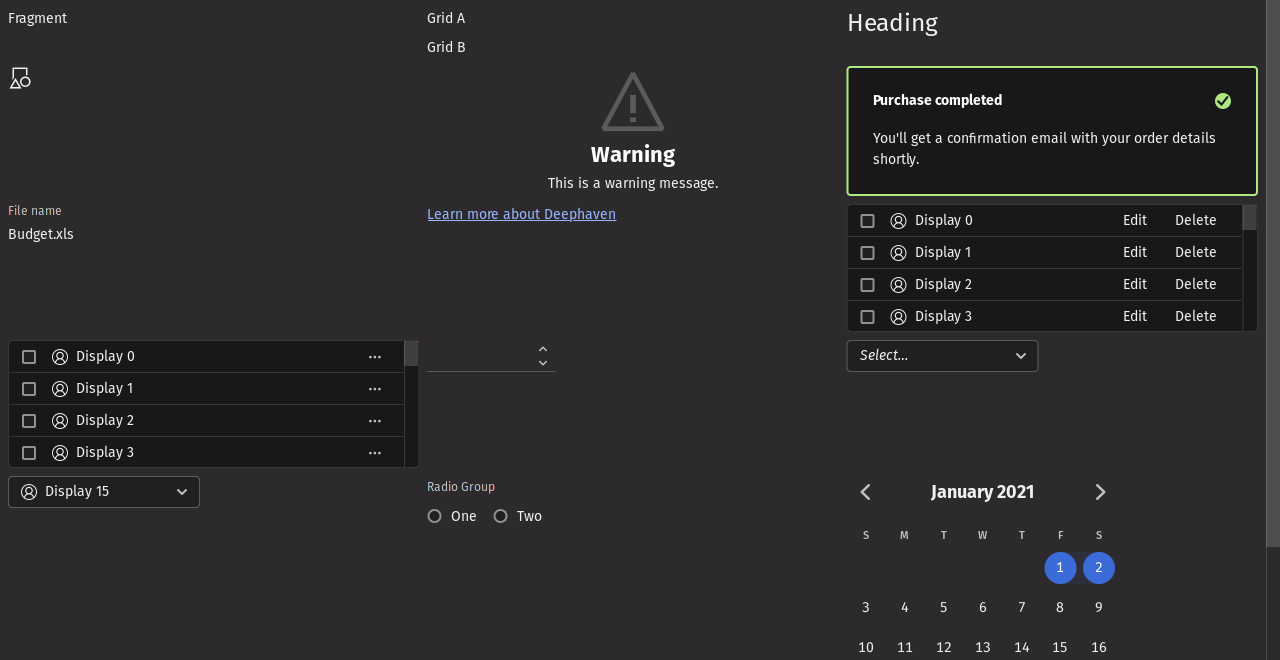 Fragment
Grid A
Grid B
Heading
Purchase completed
You'll get a confirmation email with your order details
shortly.
Warning
This is a warning message.
Learn more about Deephaven
File name
Budget.xls
Display 0 Edit Delete
Display 1 Edit Delete
Display 2 Edit Delete
Display 3 Edit Delete
Display 0
Display 1
Display 2
Display 3
Select...
Display 15
Radio Group
One Two
January 2021
S M T W T F S
1 2
3 4 5 6 7 8 9
10 11 12 13 14 15 16